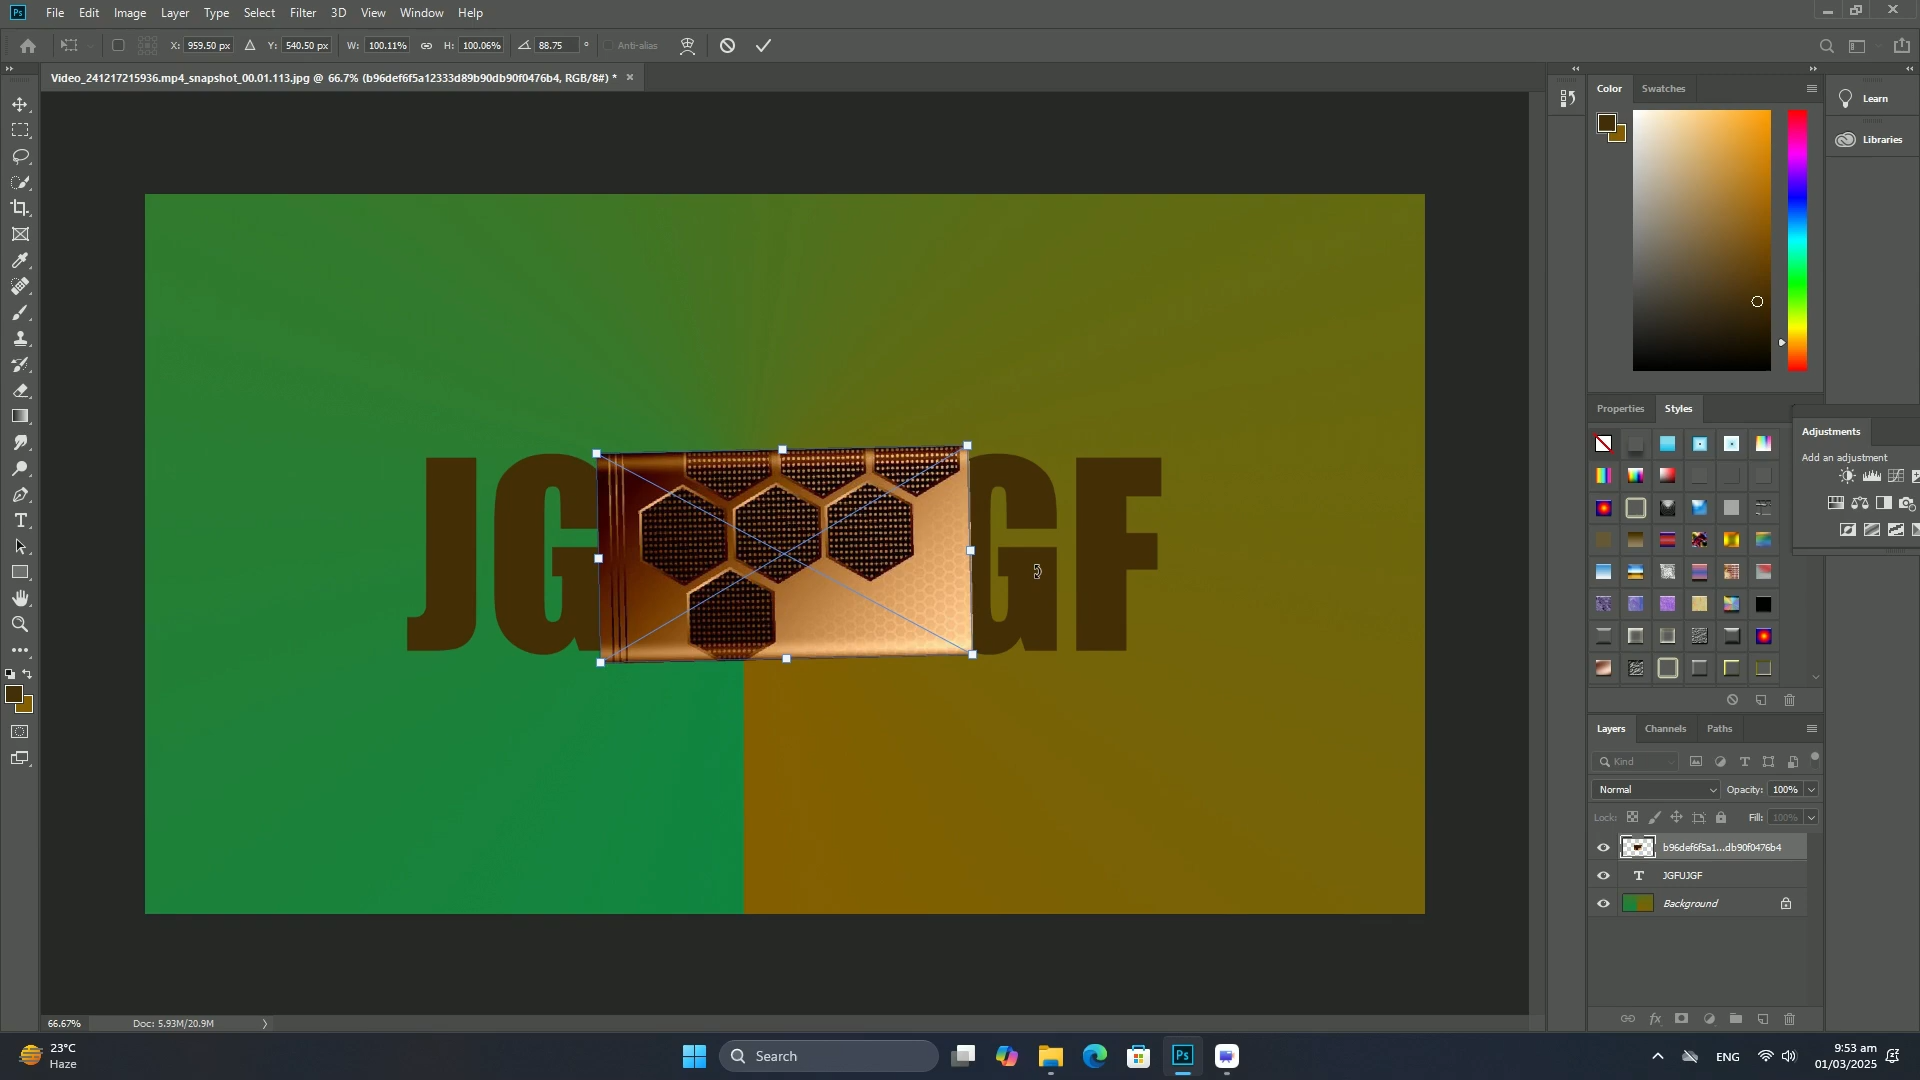 File Edit Image Layer Type Select Filter 3D View Window Help
X: 959.50 px Y: 540.50 px W: 100.11% H: 100.06% 88.75 ° Anti-alias
Video_241217215936.mp4_snapshot_00.01.113.jpg @ 66.7% (b96def6f5a12333d89b90db90f0476b4, RGB/8#) *
Color Swatches
Learn
Libraries
JG GF
Properties Styles
Adjustments
Add an adjustment
Layers Channels Paths
Kind
Normal Opacity: 100%
Lock: Fill: 100%
b96def6f5a1...db90f0476b4
T JGFUJGF
Background
66.67% Doc: 5.93M/20.9M
fx
23°C
Haze
Search
Ps
ENG
9:53 am
01/03/2025